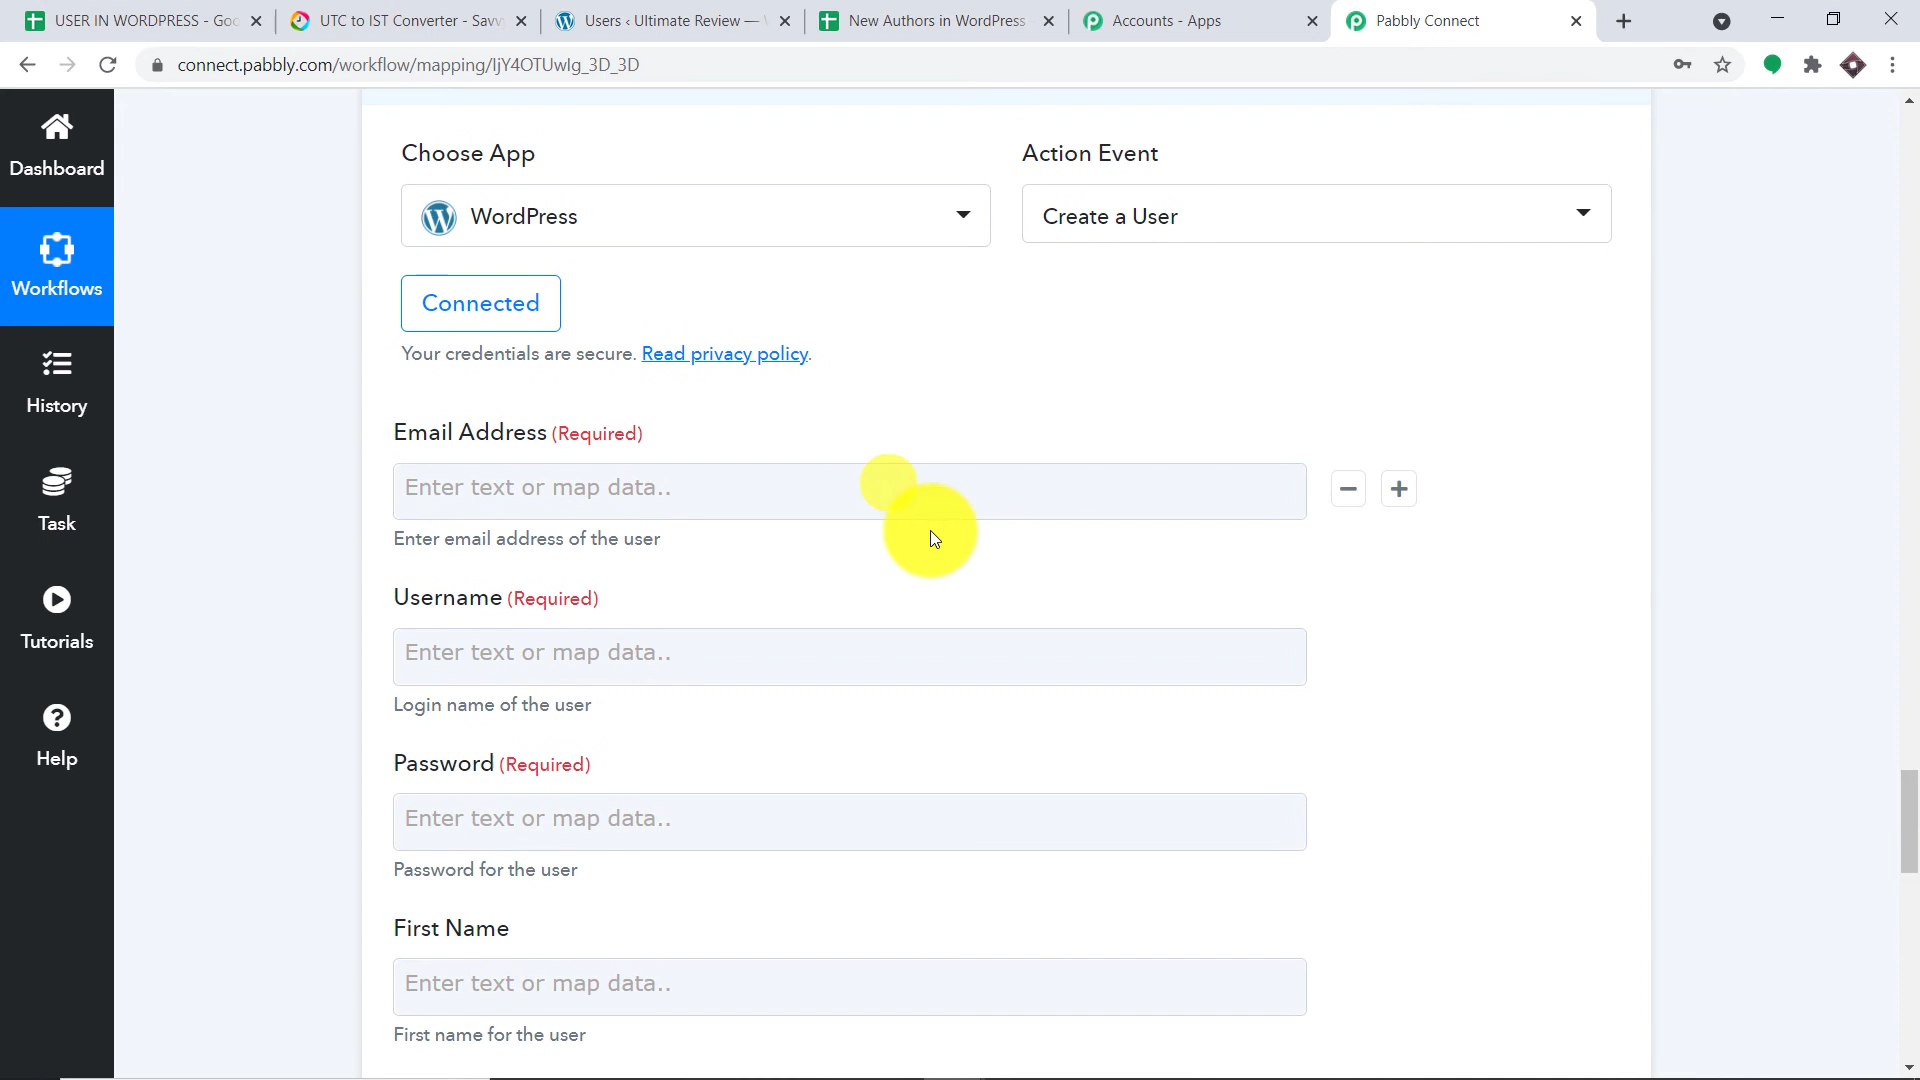 USER IN WORDPRESS - Goo
UTC to IST Converter - Savvy
Users ‹ Ultimate Review —
New Authors in WordPress
Accounts - Apps
Pabbly Connect
connect.pabbly.com/workflow/mapping/IjY4OTUwIg_3D_3D
Dashboard
Workflows
History
Task
Tutorials
Help
Choose App
Action Event
WordPress
Create a User
Connected
Your credentials are secure. Read privacy policy.
Email Address (Required)
Enter text or map data..
Enter email address of the user
Username (Required)
Enter text or map data..
Login name of the user
Password (Required)
Enter text or map data..
Password for the user
First Name
Enter text or map data..
First name for the user